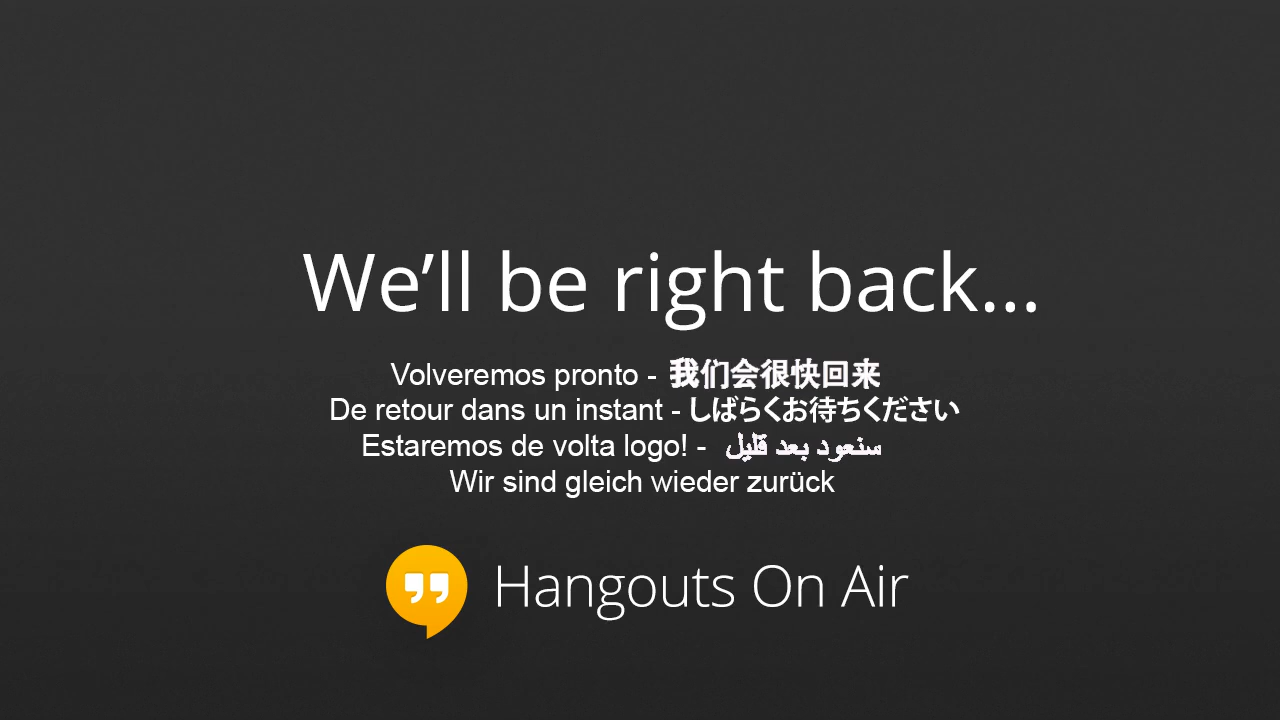 We’ll be right back...
Volveremos pronto - 我们会很快回来
De retour dans un instant - しばらくお待ちください
Estaremos de volta logo! - سنعود بعد قليل
Wir sind gleich wieder zurück
Hangouts On Air